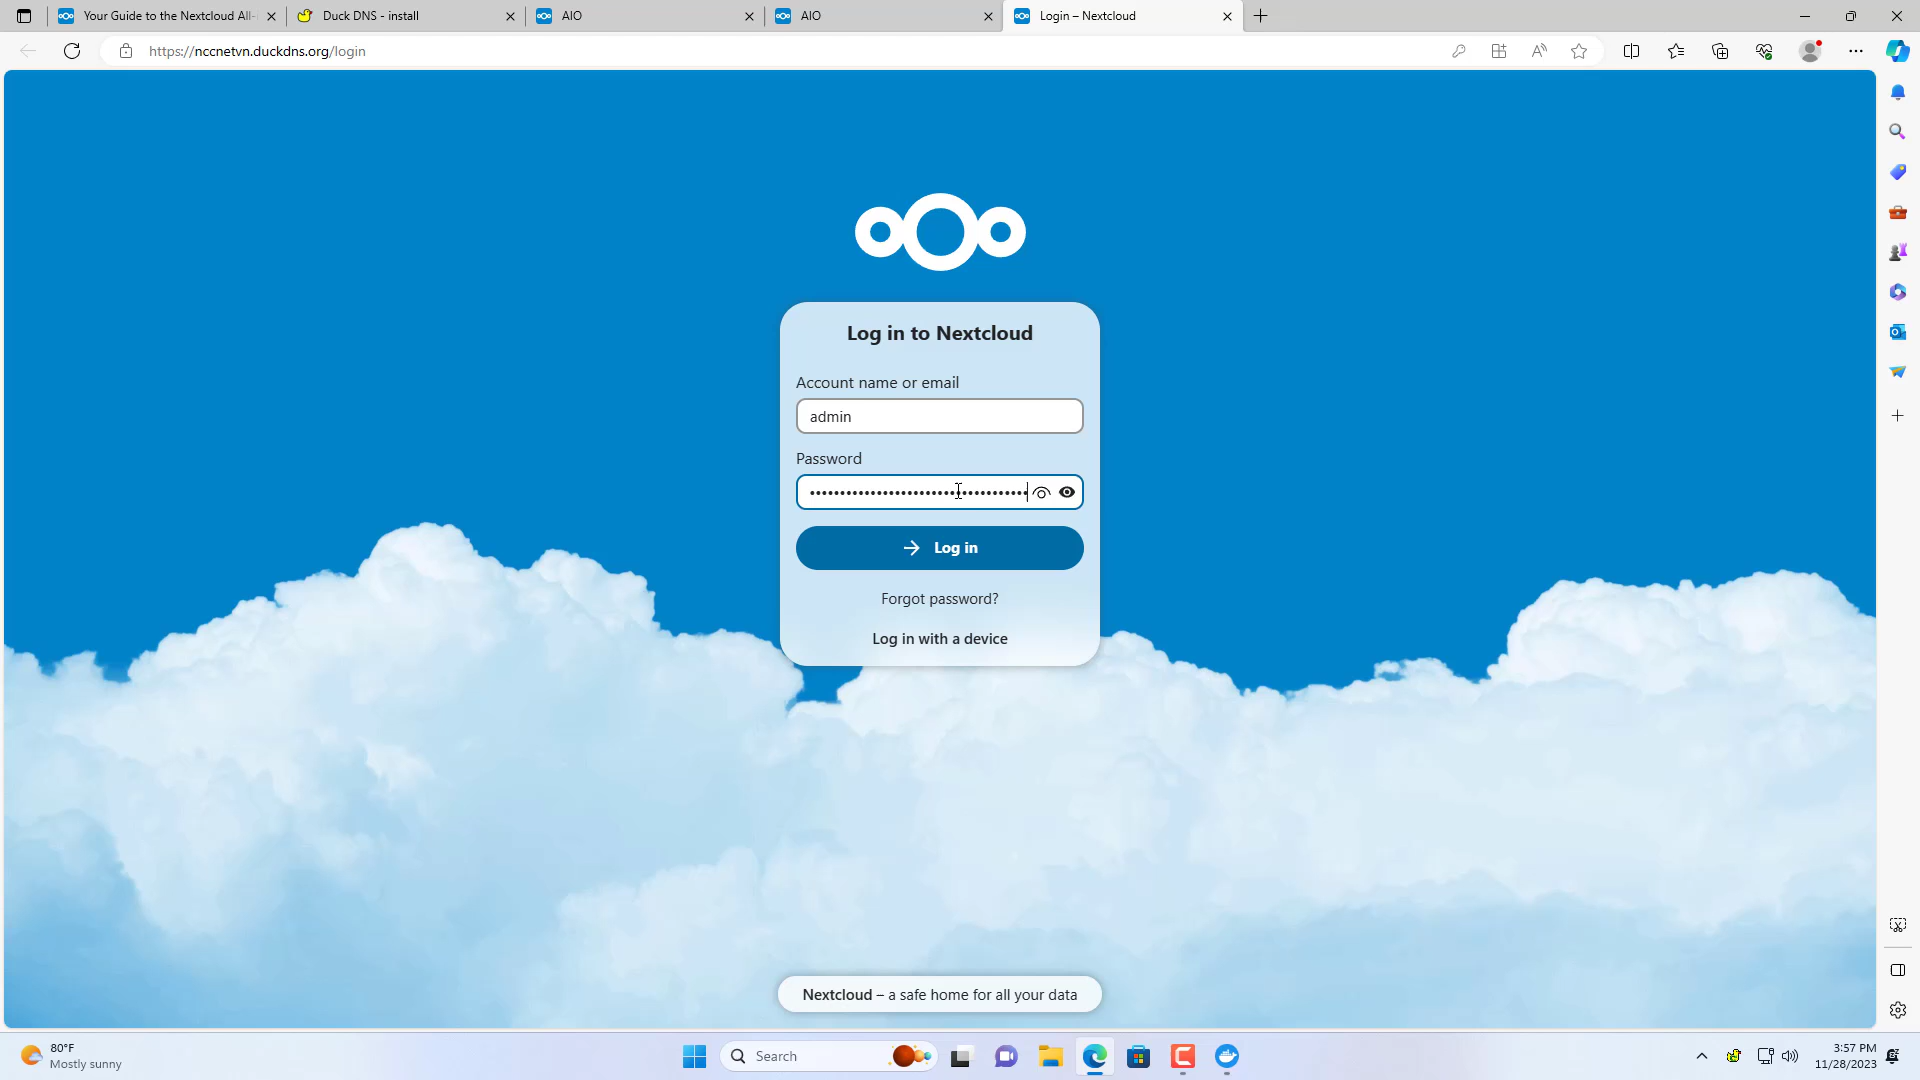 Your Guide to the Nextcloud All-
Duck DNS - install
AIO
AIO
Login – Nextcloud
https://nccnetvn.duckdns.org/login
Log in to Nextcloud
Account name or email
admin
Password
Log in
Forgot password?
Log in with a device
Nextcloud – a safe home for all your data
80°F
Mostly sunny
Search
3:57 PM
11/28/2023